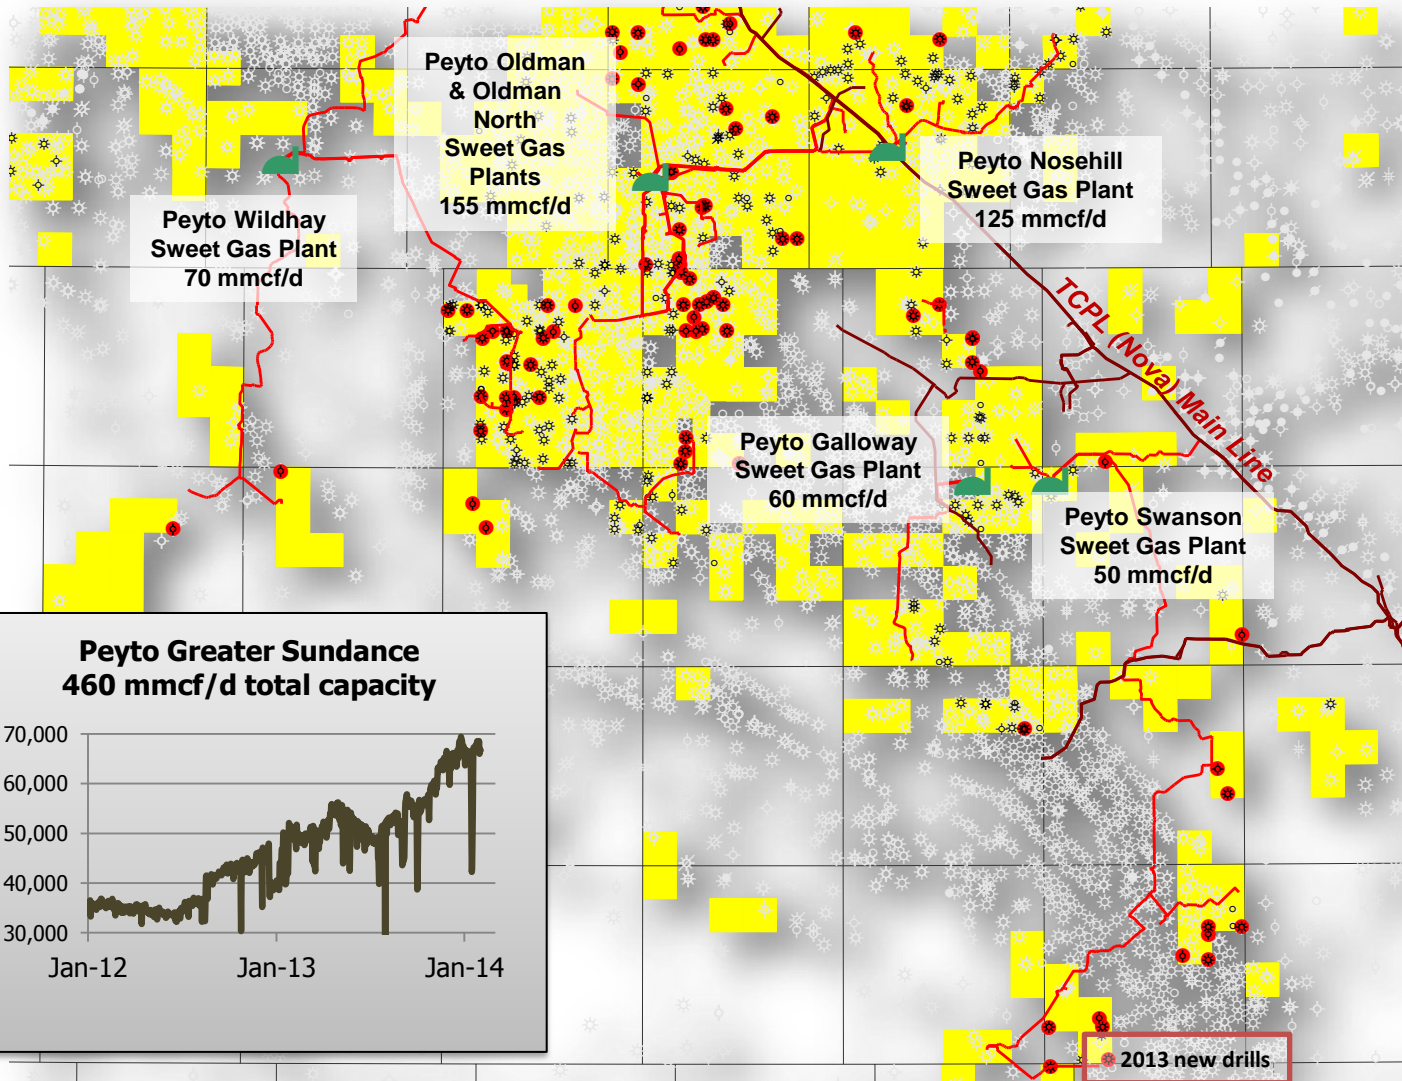 Peyto Oldman
& Oldman
North
Sweet Gas
Plants
155 mmcf/d
Peyto Nosehill
Sweet Gas Plant
125 mmcf/d
Peyto Wildhay
Sweet Gas Plant
70 mmcf/d
TCPL (Nova) Main Line
Peyto Galloway
Sweet Gas Plant
60 mmcf/d
Peyto Swanson
Sweet Gas Plant
50 mmcf/d
Peyto Greater Sundance
460 mmcf/d total capacity
70,000
60,000
50,000
40,000
30,000
Jan-12 Jan-13 Jan-14
2013 new drills